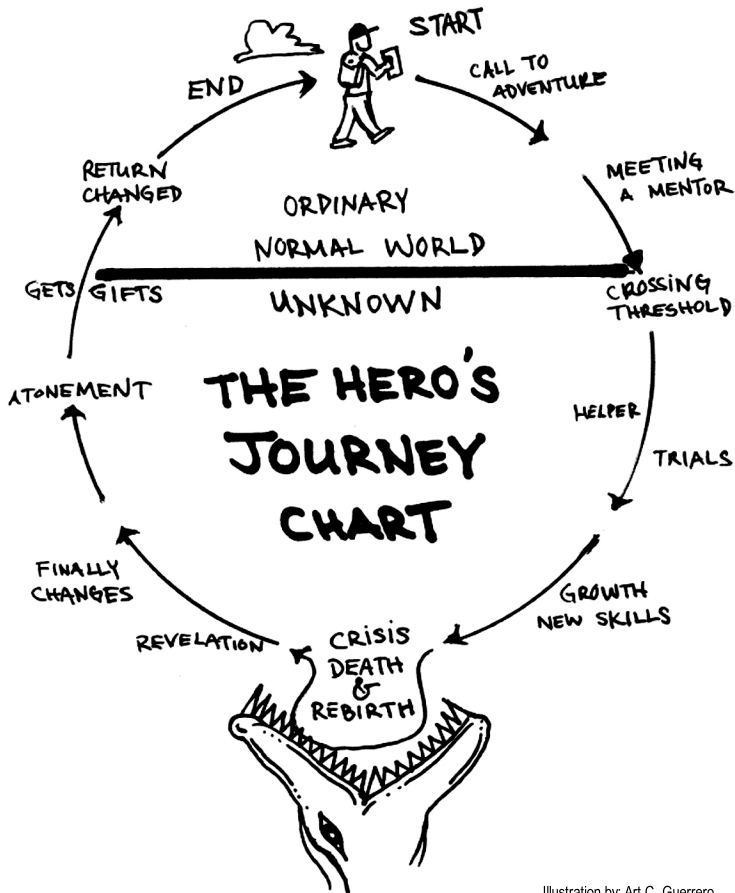 START
CALL TO
ADVENTURE
MEETING
A MENTOR
CROSSING
THRESHOLD
HELPER
TRIALS
GROWTH
NEW SKILLS
CRISIS
DEATH
&
REBIRTH
REVELATION
FINALLY
CHANGES
ATONEMENT
GETS GIFTS
RETURN
CHANGED
END
ORDINARY
NORMAL WORLD
UNKNOWN
THE HERO'S
JOURNEY
CHART
Illustration by: Art C. Guerrero